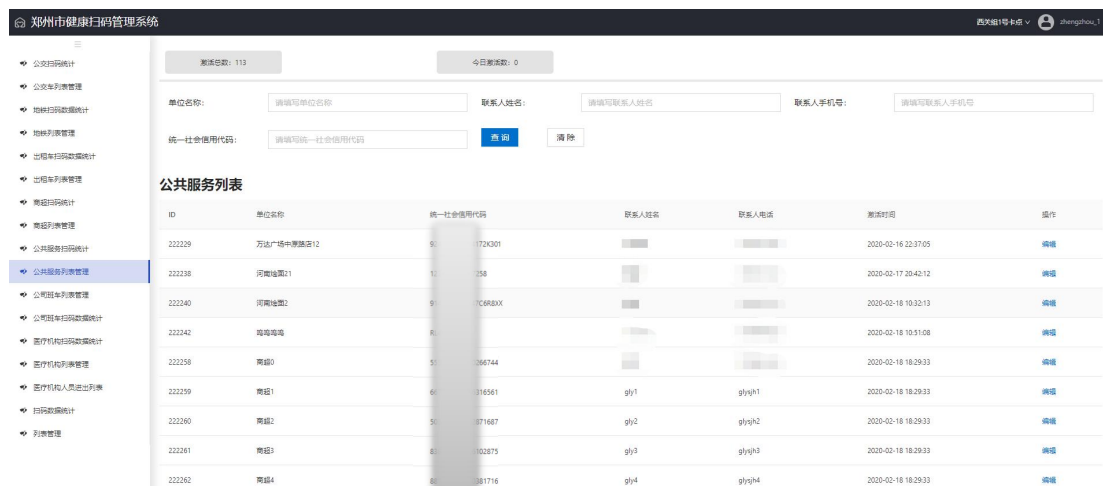 郑州市健康扫码管理系统
西关组1号卡点 zhengzhou_1
公交扫码统计
公交车列表管理
地铁扫码数据统计
地铁列表管理
出租车扫码数据统计
出租车列表管理
商超扫码统计
商超列表管理
公共服务扫码统计
公共服务列表管理
公司班车列表管理
公司班车扫码数据统计
医疗机构扫码数据统计
医疗机构列表管理
医疗机构人员进出列表
扫码数据统计
列表管理
激活总数：113 今日激活数：0
单位名称： 请填写单位名称 联系人姓名： 请填写联系人姓名 联系人手机号： 请填写联系人手机号
统一社会信用代码： 请填写统一社会信用代码 查询 清除
公共服务列表
ID 单位名称 统一社会信用代码 联系人姓名 联系人电话 激活时间 操作
222229 万达广场中原路店12 172K301 2020-02-16 22:37:05 编辑
222238 河南绘图21 258 2020-02-17 20:42:12 编辑
222240 河南绘图2 7C6R8XX 2020-02-18 10:32:13 编辑
222242 呜呜呜呜 2020-02-18 10:51:08 编辑
222258 商超0 266744 2020-02-18 18:29:33 编辑
222259 商超1 316561 gly1 glysjh1 2020-02-18 18:29:33 编辑
222260 商超2 871687 gly2 glysjh2 2020-02-18 18:29:33 编辑
222261 商超3 102875 gly3 glysjh3 2020-02-18 18:29:33 编辑
222262 商超4 381716 gly4 glysjh4 2020-02-18 18:29:33 编辑